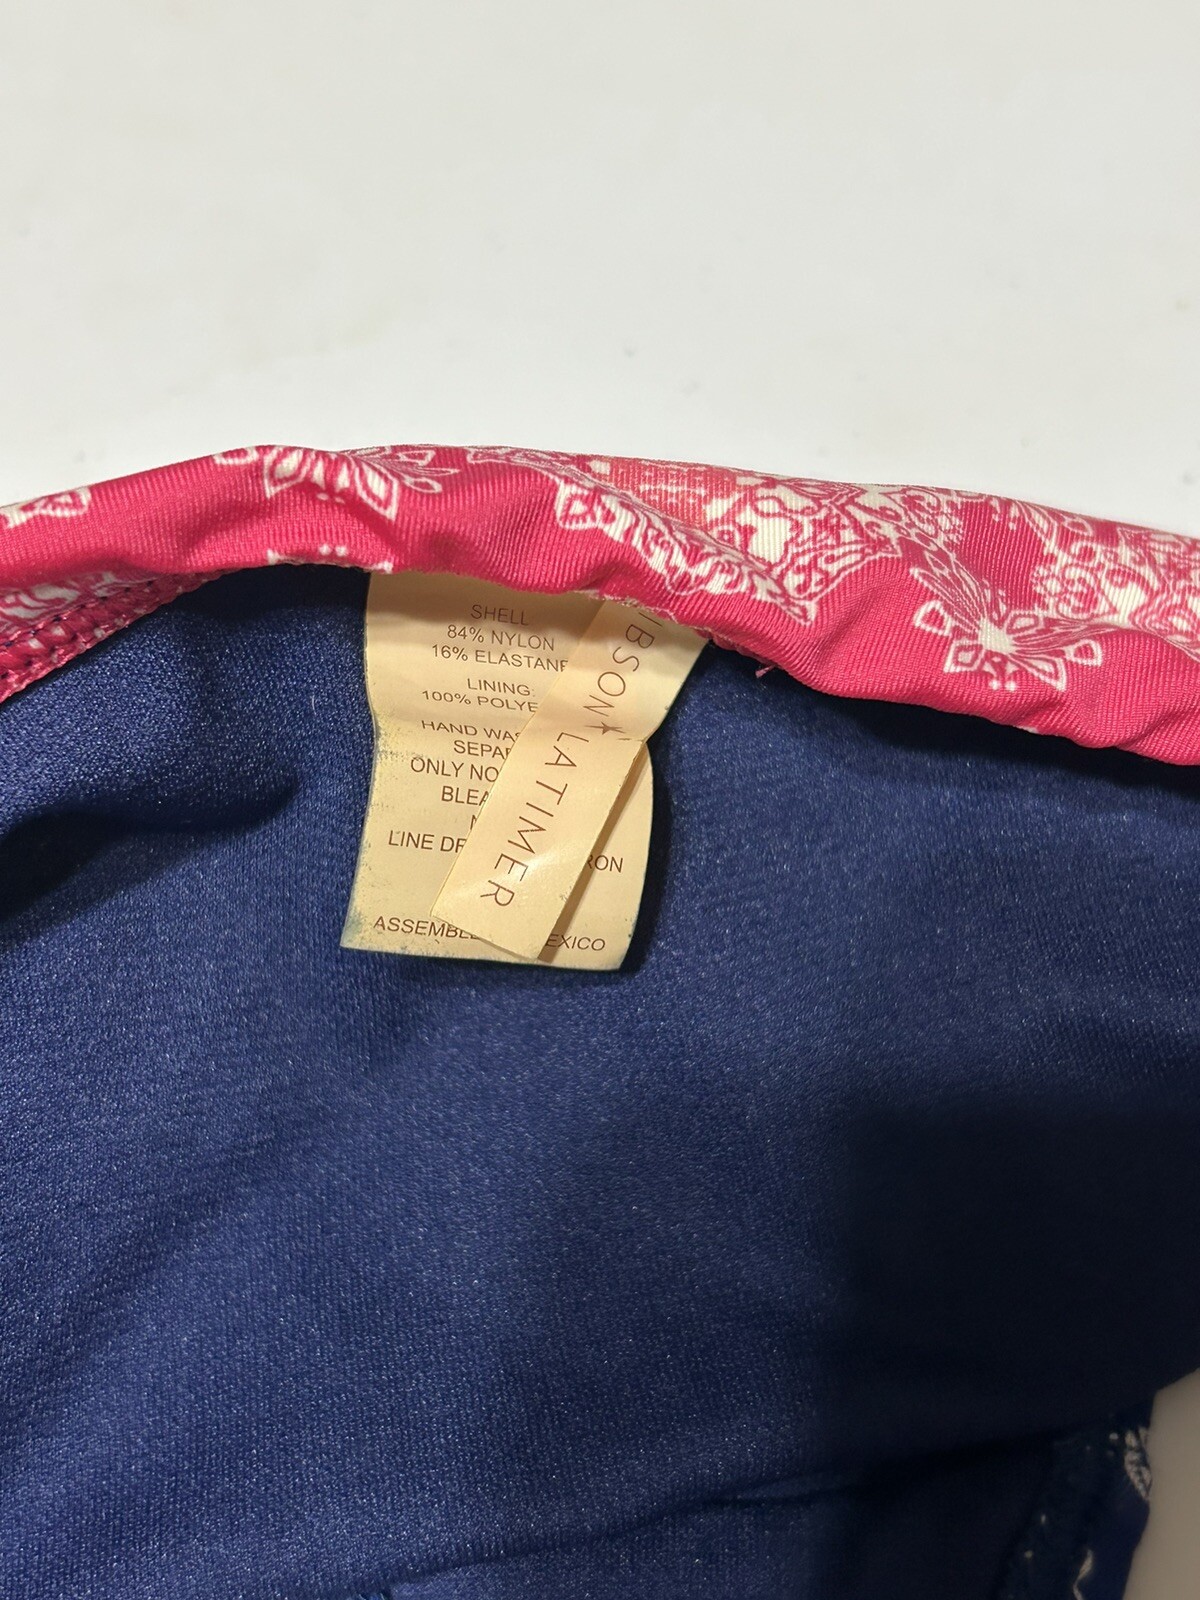 SHELL
84% NYLON
16% ELASTANE
LINING:
100% POLYE
HAND WAS
SEPAR
ONLY NO
BLEA
LINE DR
RON
ASSEMBLE
EXICO
IBSON★LATIMER